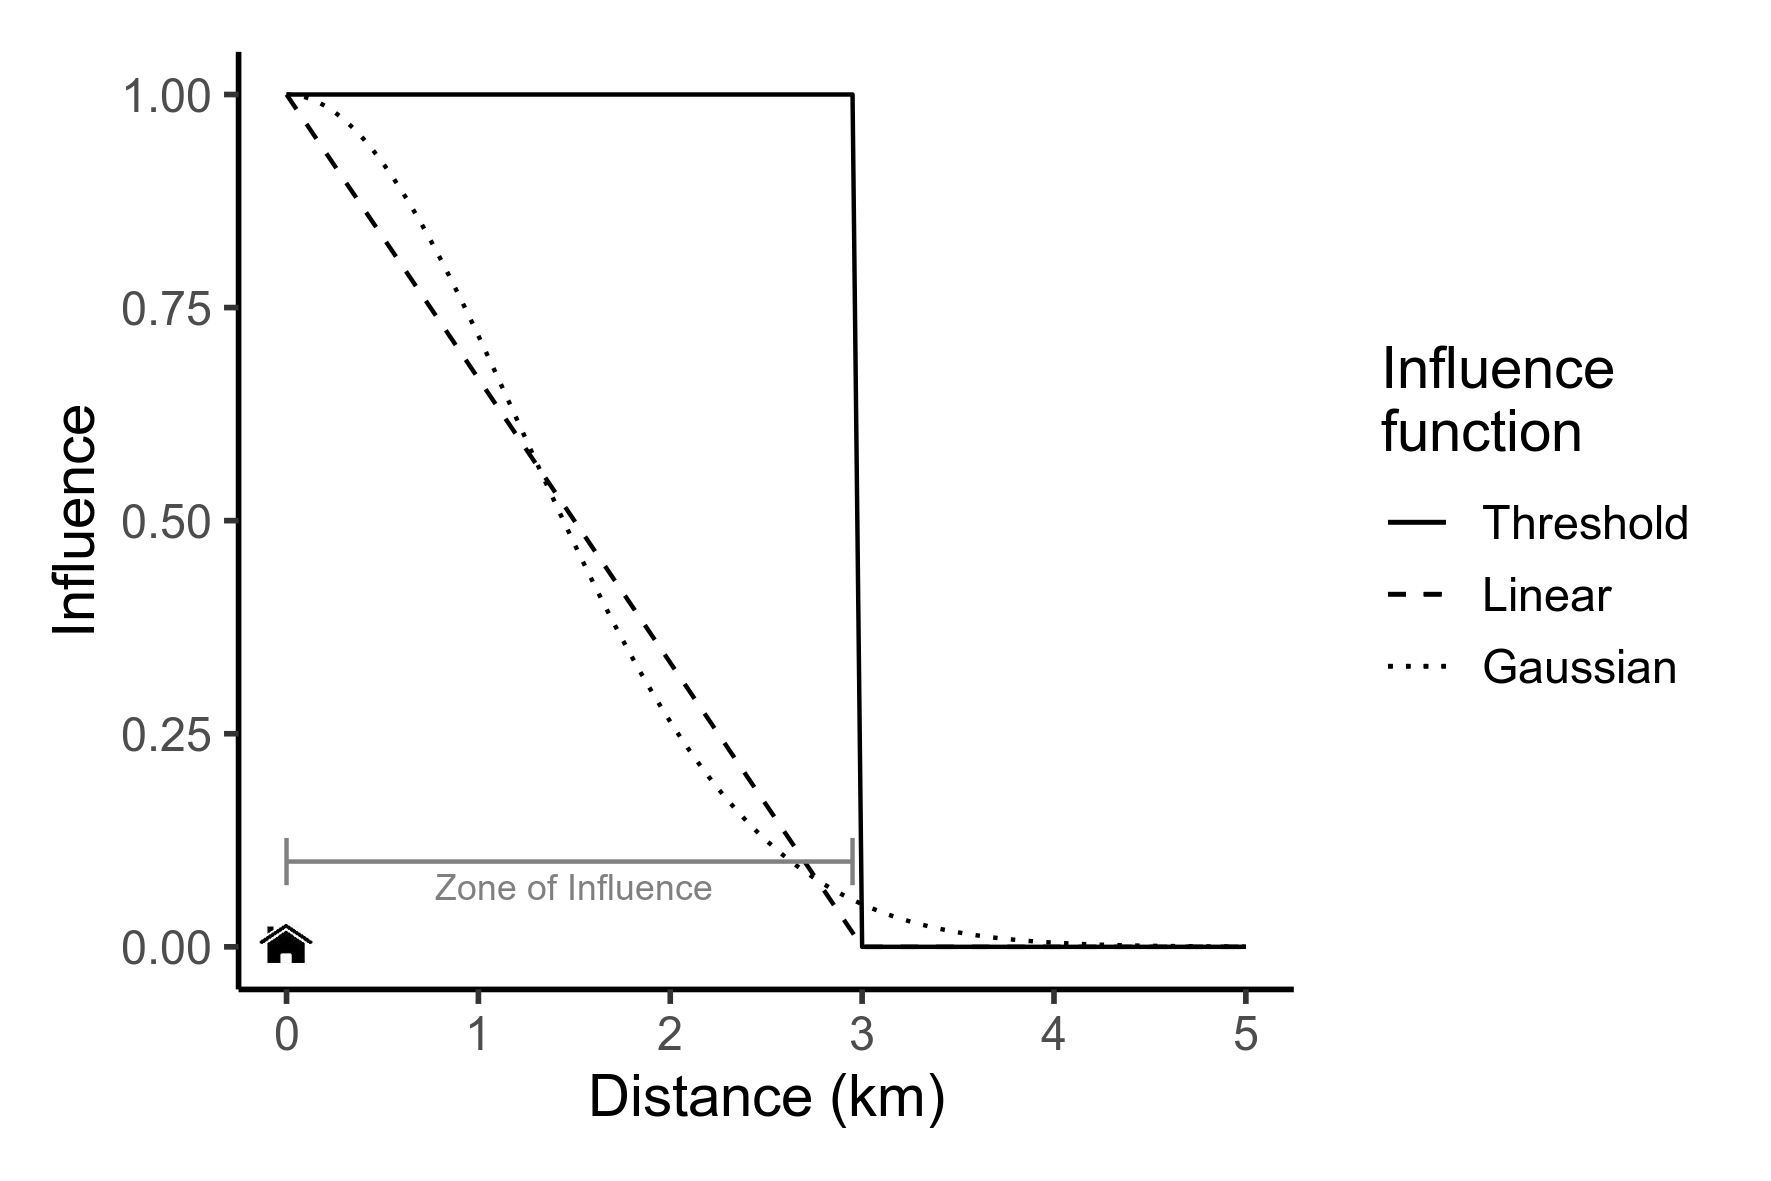 1.00
0.75
0.50
0.25
0.00
Influence
Zone of Influence
0 1 2 3 4 5
Distance (km)
Influence
function
Threshold
Linear
Gaussian